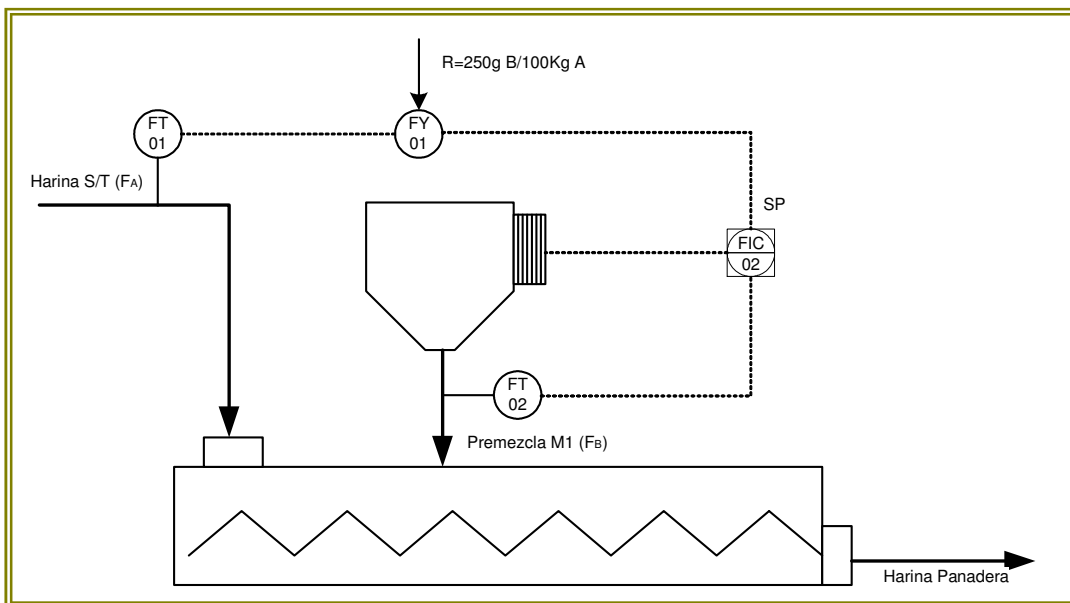 R=250g B/100Kg A
FT
01
FY
01
Harina S/T (FA)
SP
FIC
02
FT
02
Premezcla M1 (FB)
Harina Panadera